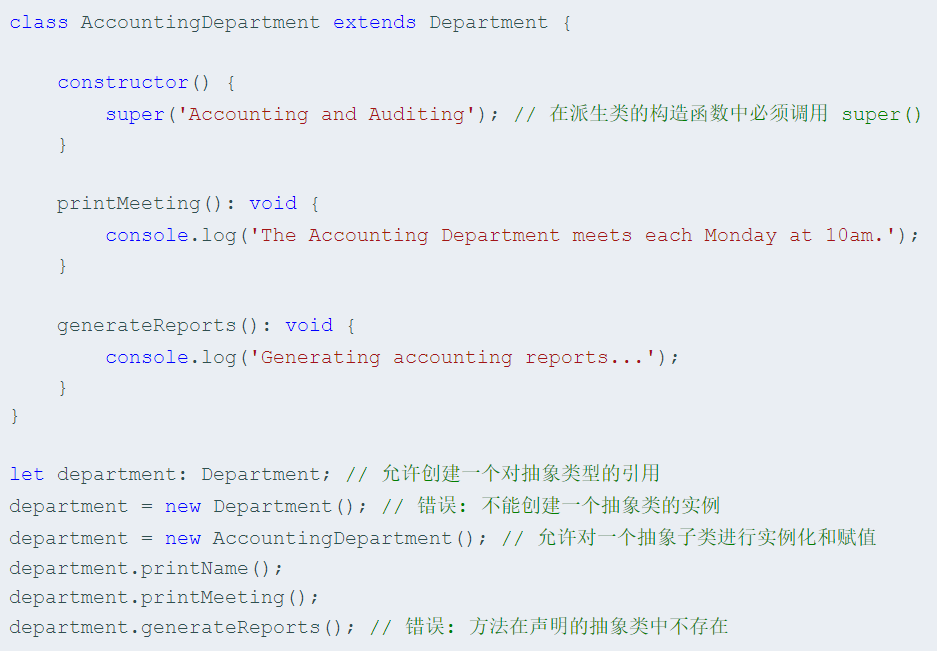 class AccountingDepartment extends Department {
constructor() {
super('Accounting and Auditing'); // 在派生类的构造函数中必须调用 super()
}
printMeeting(): void {
console.log('The Accounting Department meets each Monday at 10am.');
}
generateReports(): void {
console.log('Generating accounting reports...');
}
}
let department: Department; // 允许创建一个对抽象类型的引用
department = new Department(); // 错误: 不能创建一个抽象类的实例
department = new AccountingDepartment(); // 允许对一个抽象子类进行实例化和赋值
department.printName();
department.printMeeting();
department.generateReports(); // 错误: 方法在声明的抽象类中不存在